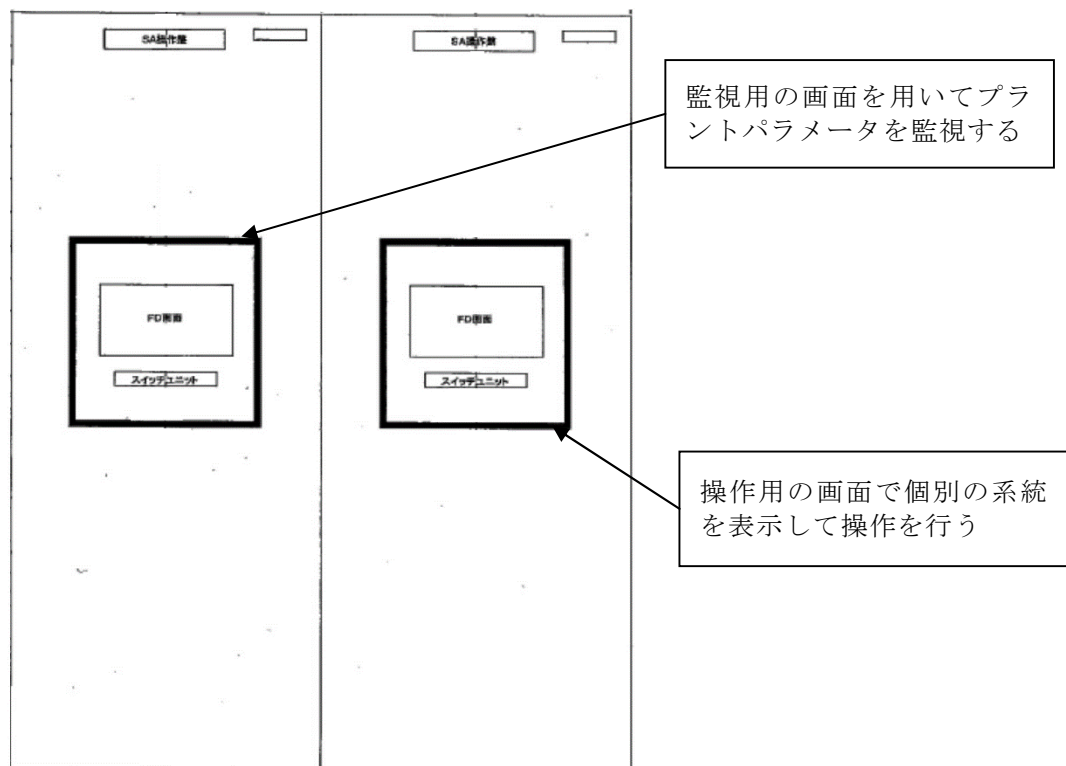 SA操作盤
SA操作盤
監視用の画面を用いてプラ
ントパラメータを監視する
FD画面
スイッチユニット
FD画面
スイッチユニット
操作用の画面で個別の系統
を表示して操作を行う